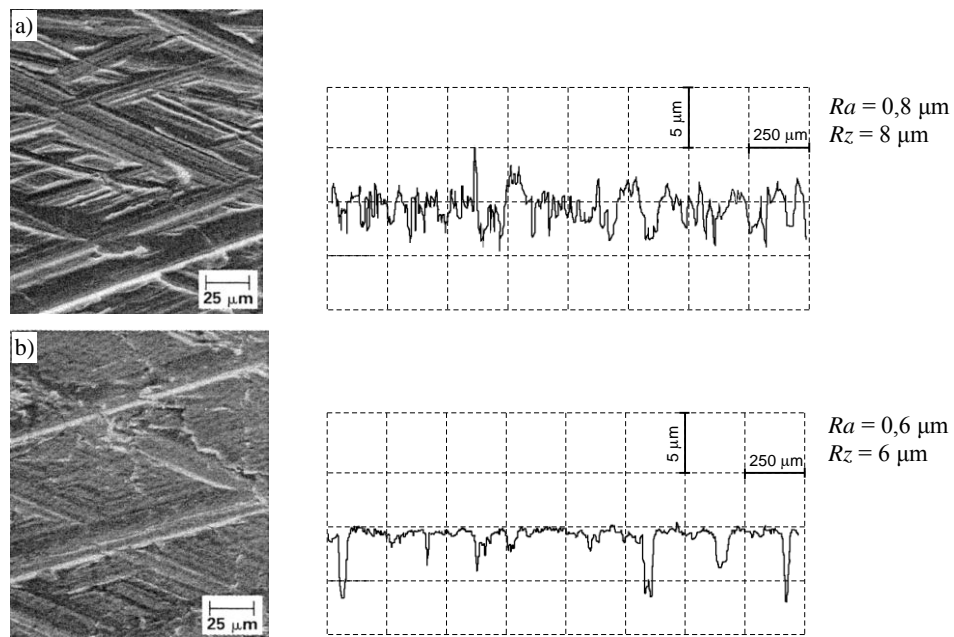 a)
25 μm
5 μm
250 μm
Ra = 0,8 μm
Rz = 8 μm
b)
25 μm
5 μm
250 μm
Ra = 0,6 μm
Rz = 6 μm